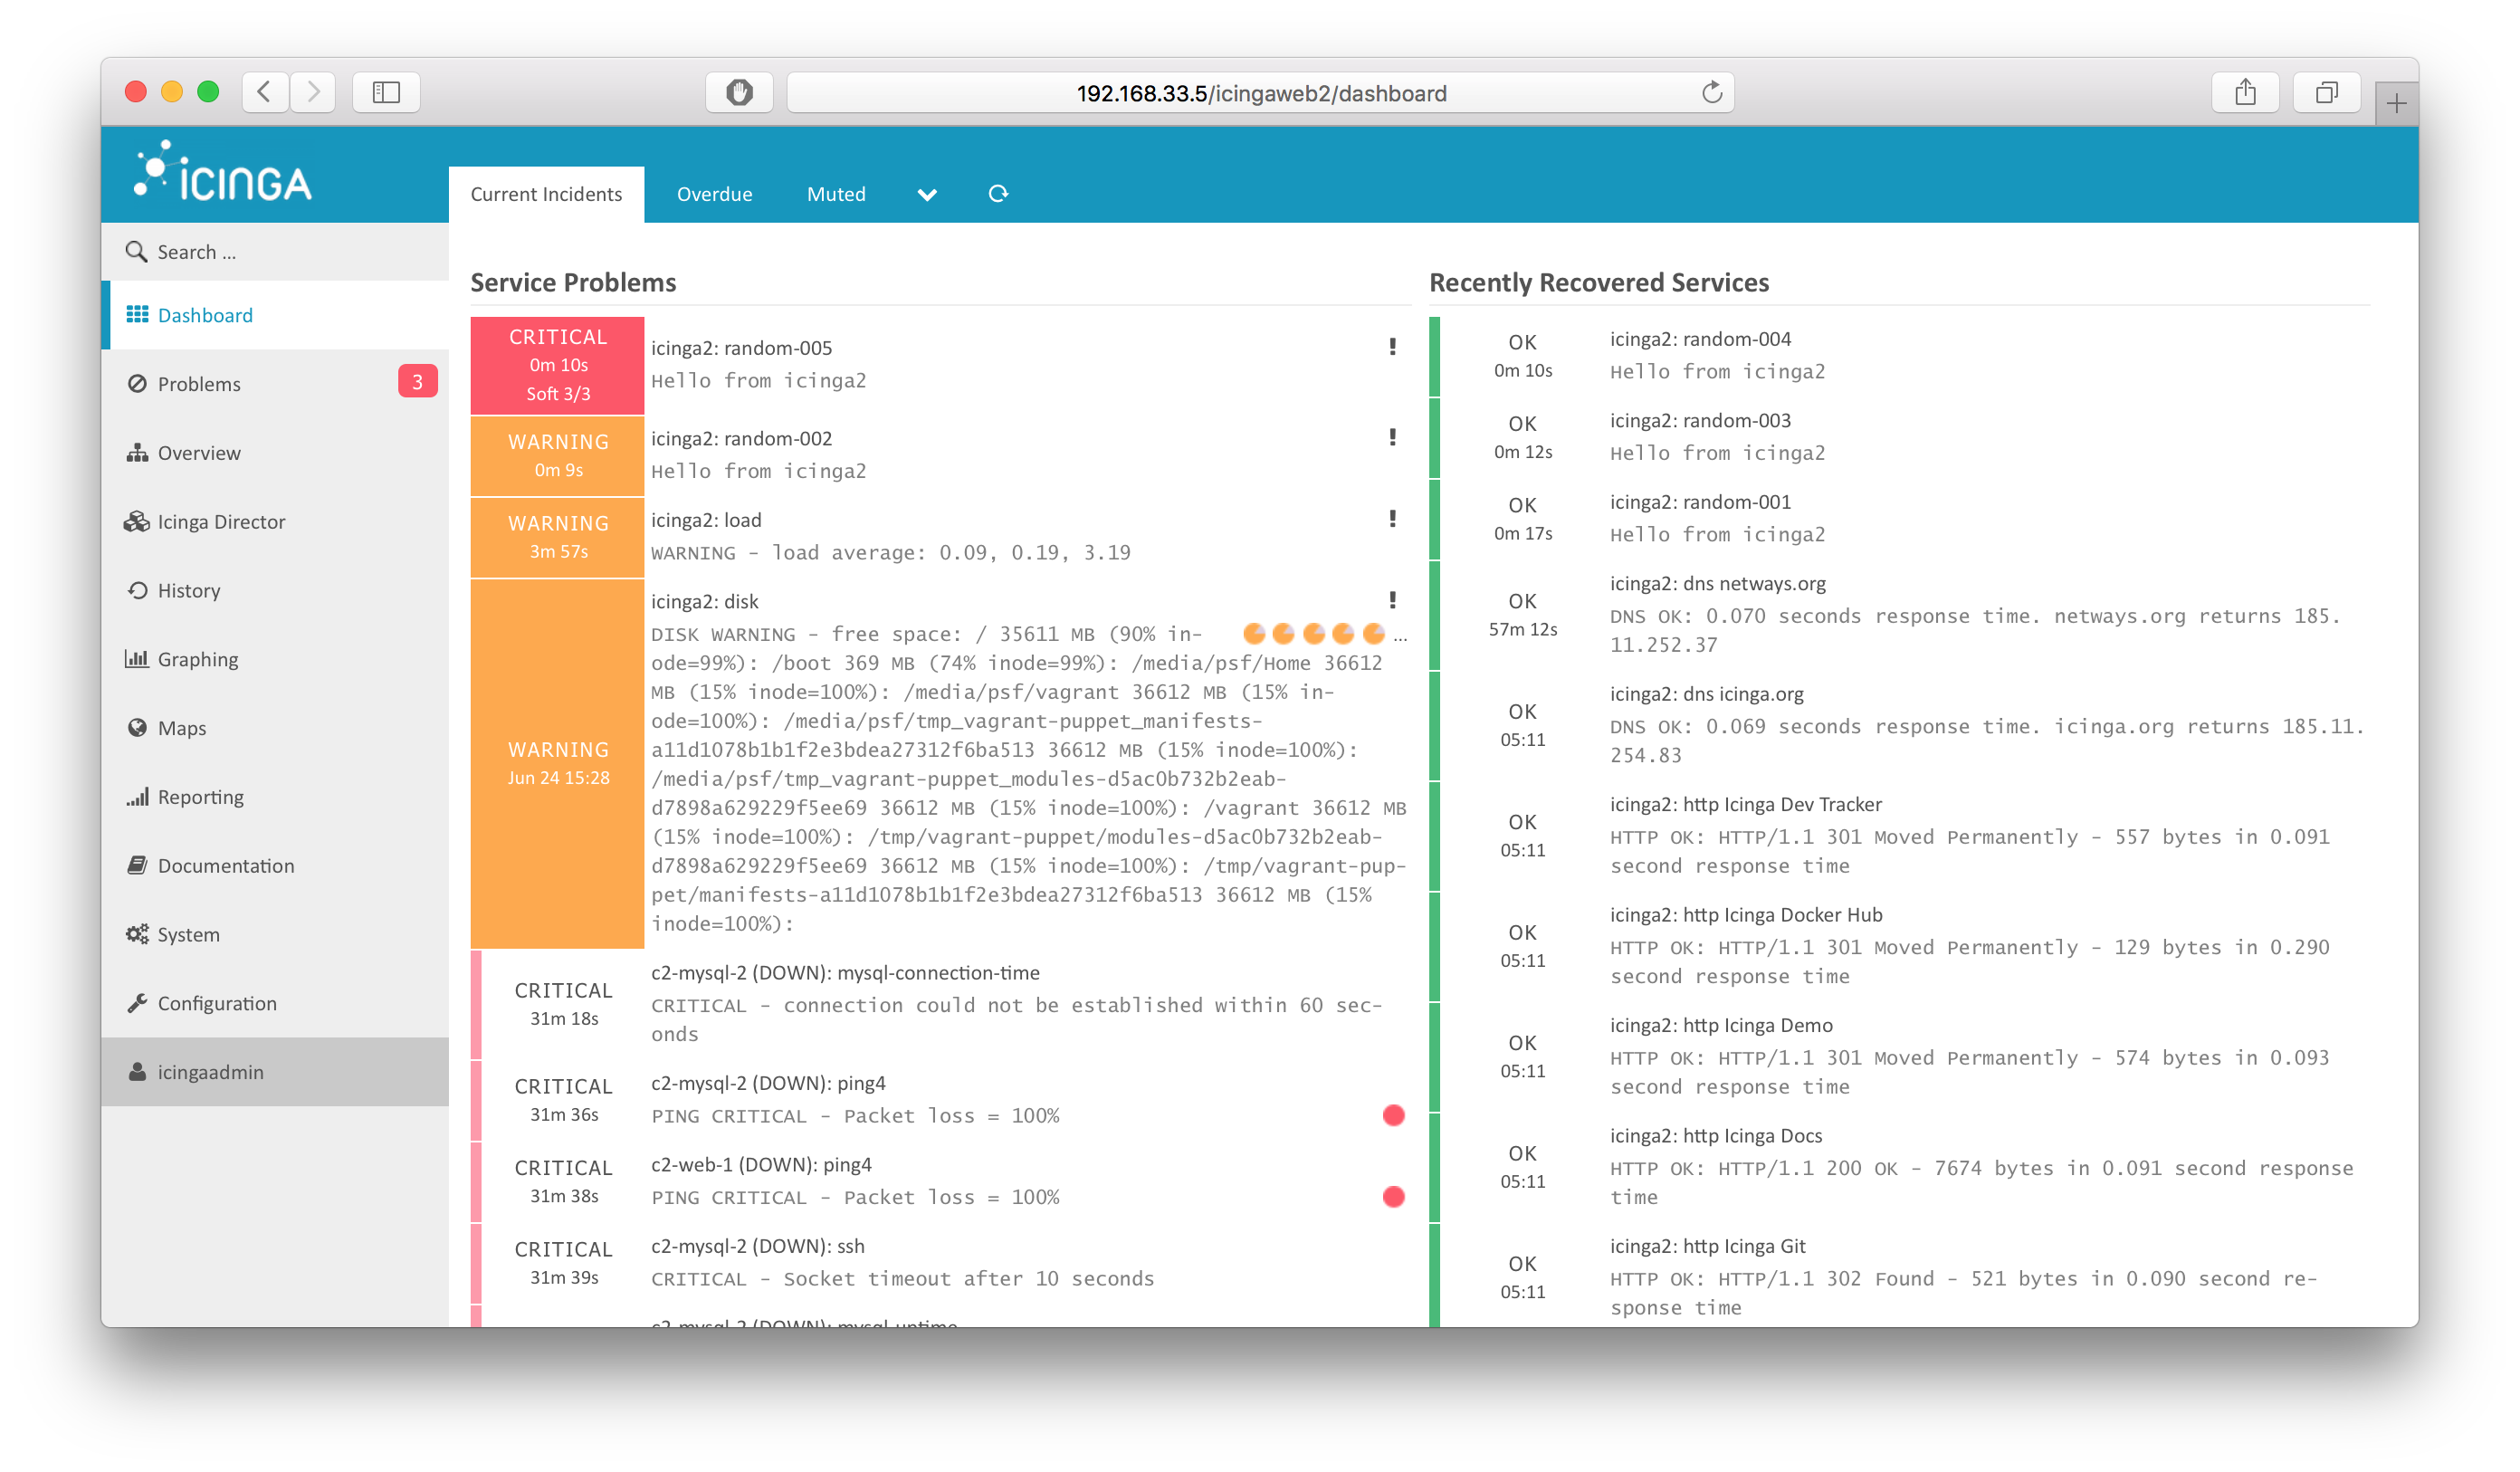 192.168.33.5/icingaweb2/dashboard
iCINGA
Current Incidents
Overdue
Muted
Search ...
Dashboard
Problems
3
Overview
Icinga Director
History
Graphing
Maps
Reporting
Documentation
System
Configuration
icingaadmin
Service Problems
CRITICAL
0m 10s
Soft 3/3
icinga2: random-005
!
Hello from icinga2
WARNING
0m 9s
icinga2: random-002
!
Hello from icinga2
WARNING
3m 57s
icinga2: load
!
WARNING - load average: 0.09, 0.19, 3.19
WARNING
Jun 24 15:28
icinga2: disk
!
DISK WARNING - free space: / 35611 MB (90% in-
...
ode=99%): /boot 369 MB (74% inode=99%): /media/psf/Home 36612
MB (15% inode=100%): /media/psf/vagrant 36612 MB (15% in-
ode=100%): /media/psf/tmp_vagrant-puppet_manifests-
a11d1078b1b1f2e3bdea27312f6ba513 36612 MB (15% inode=100%):
/media/psf/tmp_vagrant-puppet_modules-d5ac0b732b2eab-
d7898a629229f5ee69 36612 MB (15% inode=100%): /vagrant 36612 MB
(15% inode=100%): /tmp/vagrant-puppet/modules-d5ac0b732b2eab-
d7898a629229f5ee69 36612 MB (15% inode=100%): /tmp/vagrant-pup-
pet/manifests-a11d1078b1b1f2e3bdea27312f6ba513 36612 MB (15%
inode=100%):
CRITICAL
31m 18s
c2-mysql-2 (DOWN): mysql-connection-time
CRITICAL - connection could not be established within 60 sec-
onds
CRITICAL
31m 36s
c2-mysql-2 (DOWN): ping4
PING CRITICAL - Packet loss = 100%
CRITICAL
31m 38s
c2-web-1 (DOWN): ping4
PING CRITICAL - Packet loss = 100%
CRITICAL
31m 39s
c2-mysql-2 (DOWN): ssh
CRITICAL - Socket timeout after 10 seconds
c2-mysql-2 (DOWN): mysql-uptime
Recently Recovered Services
OK
0m 10s
icinga2: random-004
Hello from icinga2
OK
0m 12s
icinga2: random-003
Hello from icinga2
OK
0m 17s
icinga2: random-001
Hello from icinga2
OK
57m 12s
icinga2: dns netways.org
DNS OK: 0.070 seconds response time. netways.org returns 185.
11.252.37
OK
05:11
icinga2: dns icinga.org
DNS OK: 0.069 seconds response time. icinga.org returns 185.11.
254.83
OK
05:11
icinga2: http Icinga Dev Tracker
HTTP OK: HTTP/1.1 301 Moved Permanently - 557 bytes in 0.091
second response time
OK
05:11
icinga2: http Icinga Docker Hub
HTTP OK: HTTP/1.1 301 Moved Permanently - 129 bytes in 0.290
second response time
OK
05:11
icinga2: http Icinga Demo
HTTP OK: HTTP/1.1 301 Moved Permanently - 574 bytes in 0.093
second response time
OK
05:11
icinga2: http Icinga Docs
HTTP OK: HTTP/1.1 200 OK - 7674 bytes in 0.091 second response
time
OK
05:11
icinga2: http Icinga Git
HTTP OK: HTTP/1.1 302 Found - 521 bytes in 0.090 second re-
sponse time